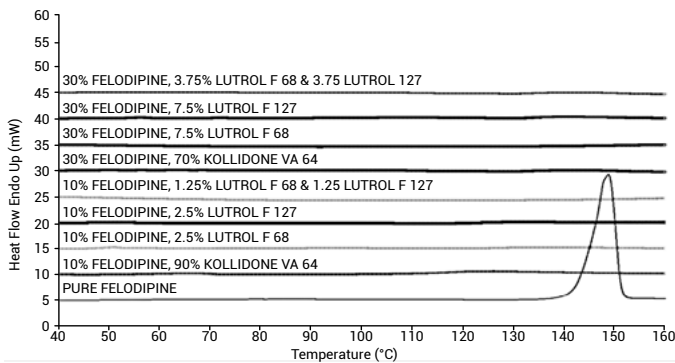 60
55
50
30% FELODIPINE, 3.75% LUTROL F 68 & 3.75 LUTROL 127
45
30% FELODIPINE, 7.5% LUTROL F 127
40
30% FELODIPINE, 7.5% LUTROL F 68
35
30% FELODIPINE, 70% KOLLIDONE VA 64
30
10% FELODIPINE, 1.25% LUTROL F 68 & 1.25 LUTROL F 127
25
10% FELODIPINE, 2.5% LUTROL F 127
20
10% FELODIPINE, 2.5% LUTROL F 68
15
10% FELODIPINE, 90% KOLLIDONE VA 64
10
PURE FELODIPINE
5
0
Heat Flow Endo Up (mW)
40 50 60 70 80 90 100 110 120 130 140 150 160
Temperature (°C)